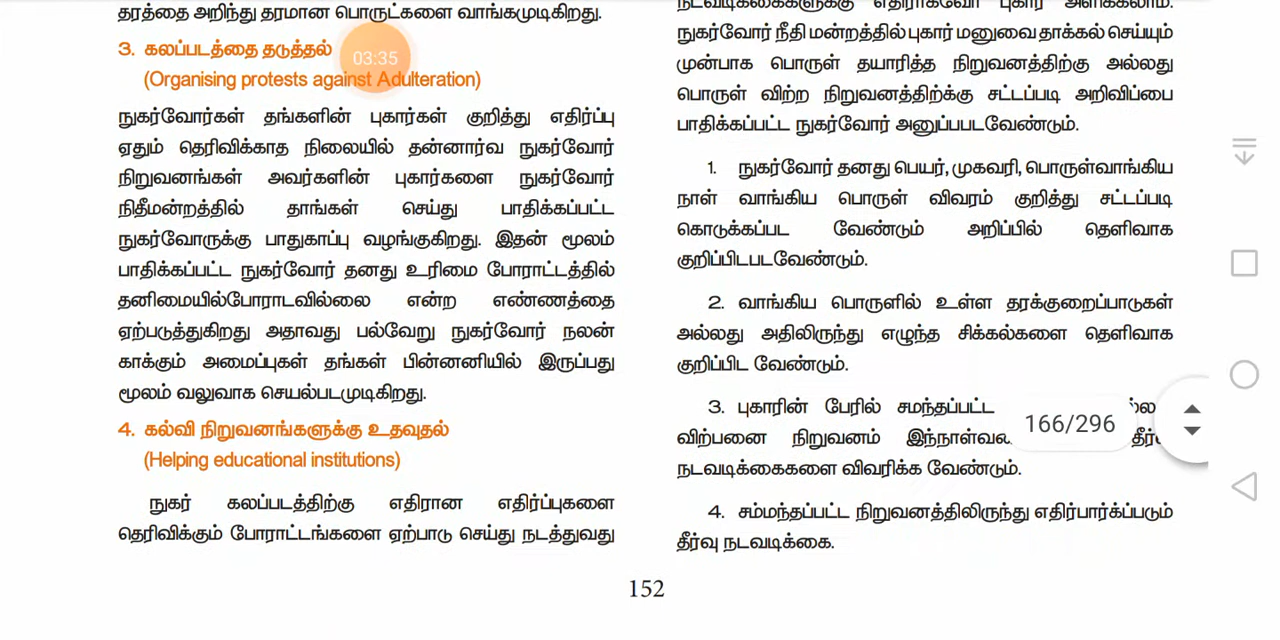 தரத்தை அறிந்து தரமான பொருட்களை வாங்கமுடிகிறது.
3. கலப்படத்தை தடுத்தல்
03:35
(Organising protests against Adulteration)
நுகர்வோர்கள் தங்களின் புகார்கள் குறித்து எதிர்ப்பு
ஏதும் தெரிவிக்காத நிலையில் தன்னார்வ நுகர்வோர்
நிறுவனங்கள் அவர்களின் புகார்களை நுகர்வோர்
நிதீமன்றத்தில் தாங்கள் செய்து பாதிக்கப்பட்ட
நுகர்வோருக்கு பாதுகாப்பு வழங்குகிறது. இதன் மூலம்
பாதிக்கப்பட்ட நுகர்வோர் தனது உரிமை போராட்டத்தில்
தனிமையில்போராடவில்லை என்ற எண்ணத்தை
ஏற்படுத்துகிறது அதாவது பல்வேறு நுகர்வோர் நலன்
காக்கும் அமைப்புகள் தங்கள் பின்னனியில் இருப்பது
மூலம் வலுவாக செயல்படமுடிகிறது.
4. கல்வி நிறுவனங்களுக்கு உதவுதல்
(Helping educational institutions)
நுகர் கலப்படத்திற்கு எதிரான எதிர்ப்புகளை
தெரிவிக்கும் போராட்டங்களை ஏற்பாடு செய்து நடத்துவது
நடவடிக்கைகளுக்கு எதிராகவோ புகார் அளிக்கலாம்.
நுகர்வோர் நீதி மன்றத்தில் புகார் மனுவை தாக்கல் செய்யும்
முன்பாக பொருள் தயாரித்த நிறுவனத்திற்கு அல்லது
பொருள் விற்ற நிறுவனத்திற்க்கு சட்டப்படி அறிவிப்பை
பாதிக்கப்பட்ட நுகர்வோர் அனுப்படவேண்டும்.
1. நுகர்வோர் தனது பெயர், முகவரி, பொருள்வாங்கிய
நாள் வாங்கிய பொருள் விவரம் குறித்து சட்டப்படி
கொடுக்கப்பட வேண்டும் அறிப்பில் தெளிவாக
குறிப்பிடபடவேண்டும்.
2. வாங்கிய பொருளில் உள்ள தரக்குறைப்பாடுகள்
அல்லது அதிலிருந்து எழுந்த சிக்கல்களை தெளிவாக
குறிப்பிட வேண்டும்.
3. புகாரின் பேரில் சமந்தப்பட்ட
விற்பனை நிறுவனம்
நடவடிக்கைகளை விவரிக்க வேண்டும்.
4. சம்மந்தப்பட்ட நிறுவனத்திலிருந்து எதிர்பார்க்ப்படும்
தீர்வு நடவடிக்கை.
166/296
152